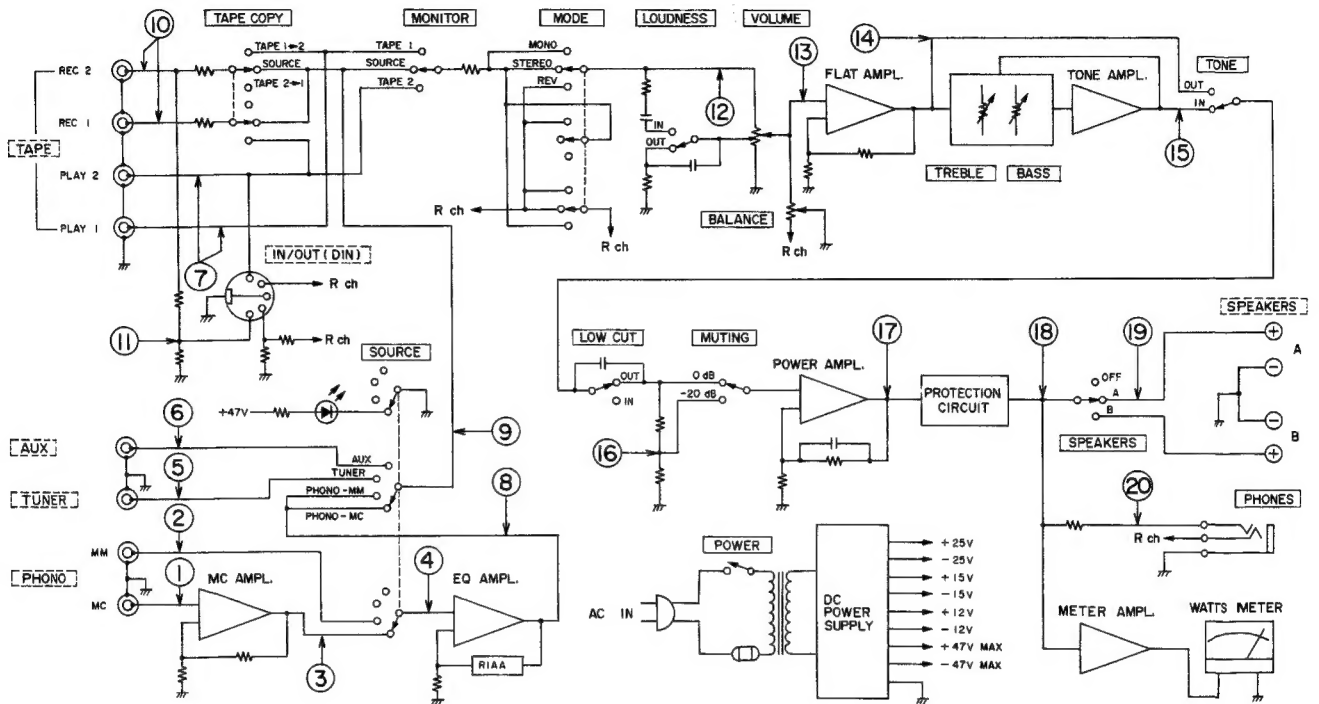 TAPE COPY
MONITOR
MODE
LOUDNESS
VOLUME
10
14
REC 2
TAPE 1↔2
SOURCE
TAPE 2↔1
TAPE 1
SOURCE
TAPE 2
MONO
STEREO
REV
12
13
FLAT AMPL.
TONE AMPL.
TONE
OUT
IN
REC 1
TAPE
IN
OUT
15
PLAY 2
TREBLE
BASS
PLAY 1
R ch
BALANCE
R ch
R ch
7
IN/OUT (DIN)
R ch
11
R ch
SOURCE
LOW CUT
MUTING
17
18
19
SPEAKERS
+
A
−
−
B
+
OUT
IN
0 dB
−20 dB
POWER AMPL.
PROTECTION
CIRCUIT
OFF
A
B
SPEAKERS
+47V
6
9
16
AUX
5
AUX
TUNER
PHONO-MM
PHONO-MC
8
TUNER
2
20
PHONES
R ch
MM
PHONO
1
MC AMPL.
4
EQ AMPL.
MC
3
RIAA
POWER
AC IN
DC
POWER
SUPPLY
+25V
−25V
+15V
−15V
+12V
−12V
+47V MAX
−47V MAX
METER AMPL.
WATTS METER